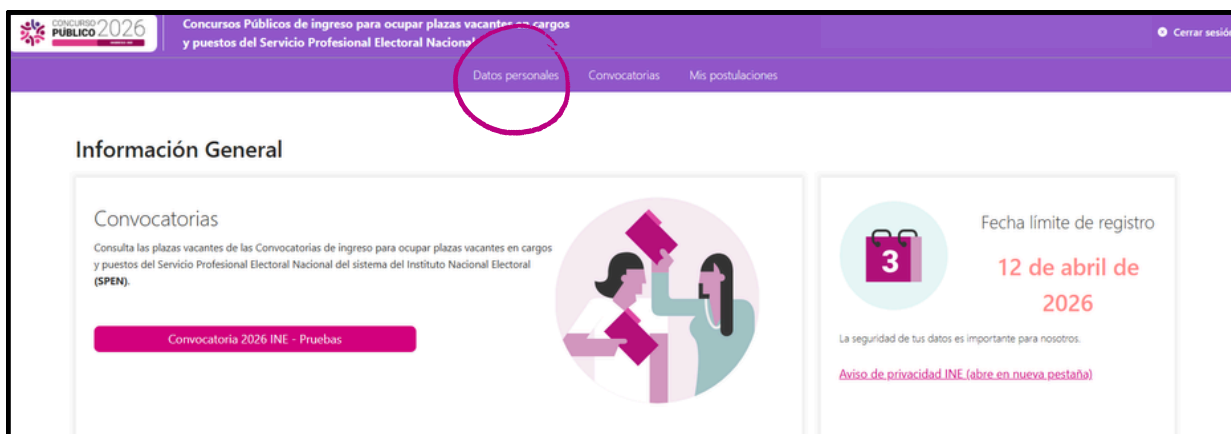 CONCURSO
PÚBLICO 2026
Concursos Públicos de ingreso para ocupar plazas vacantes en cargos
y puestos del Servicio Profesional Electoral Nacional
Cerrar sesión
Datos personales Convocatorias Mis postulaciones
Información General
Convocatorias
Consulta las plazas vacantes de las Convocatorias de ingreso para ocupar plazas vacantes en cargos
y puestos del Servicio Profesional Electoral Nacional del sistema del Instituto Nacional Electoral
(SPEN).
Convocatoria 2026 INE - Pruebas
3
Fecha límite de registro
12 de abril de
2026
La seguridad de tus datos es importante para nosotros.
Aviso de privacidad INE (abre en nueva pestaña)